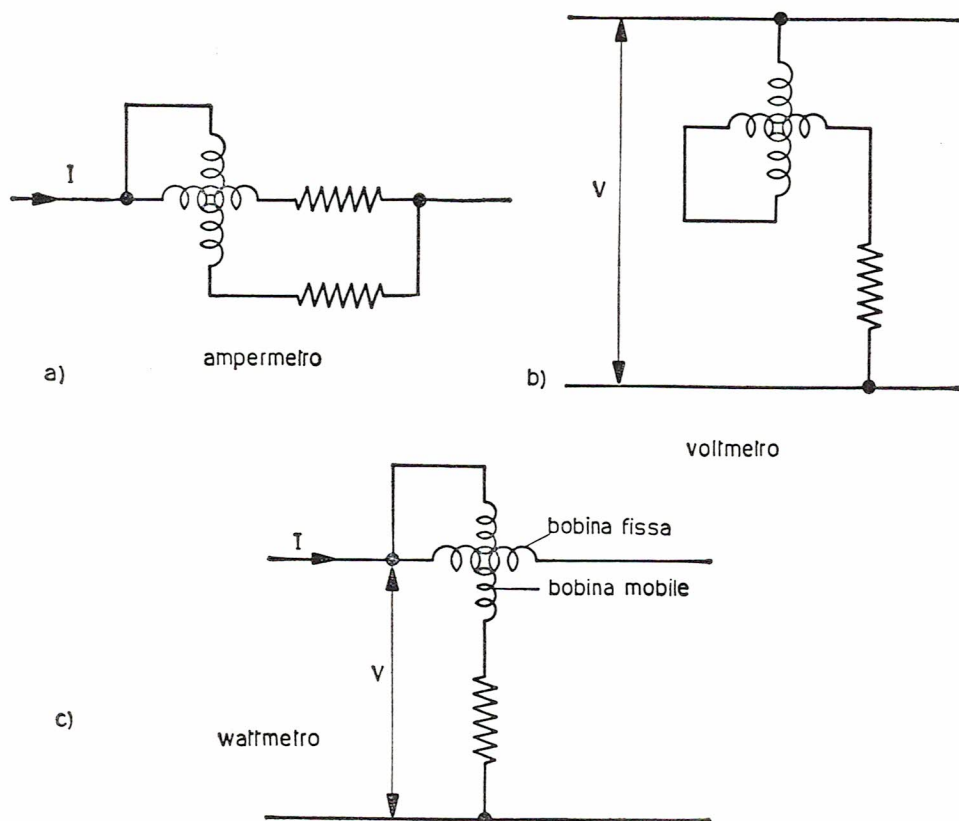 I
V
ampermetro
a)
b)
voltmetro
I
bobina fissa
bobina mobile
V
c)
wattmetro